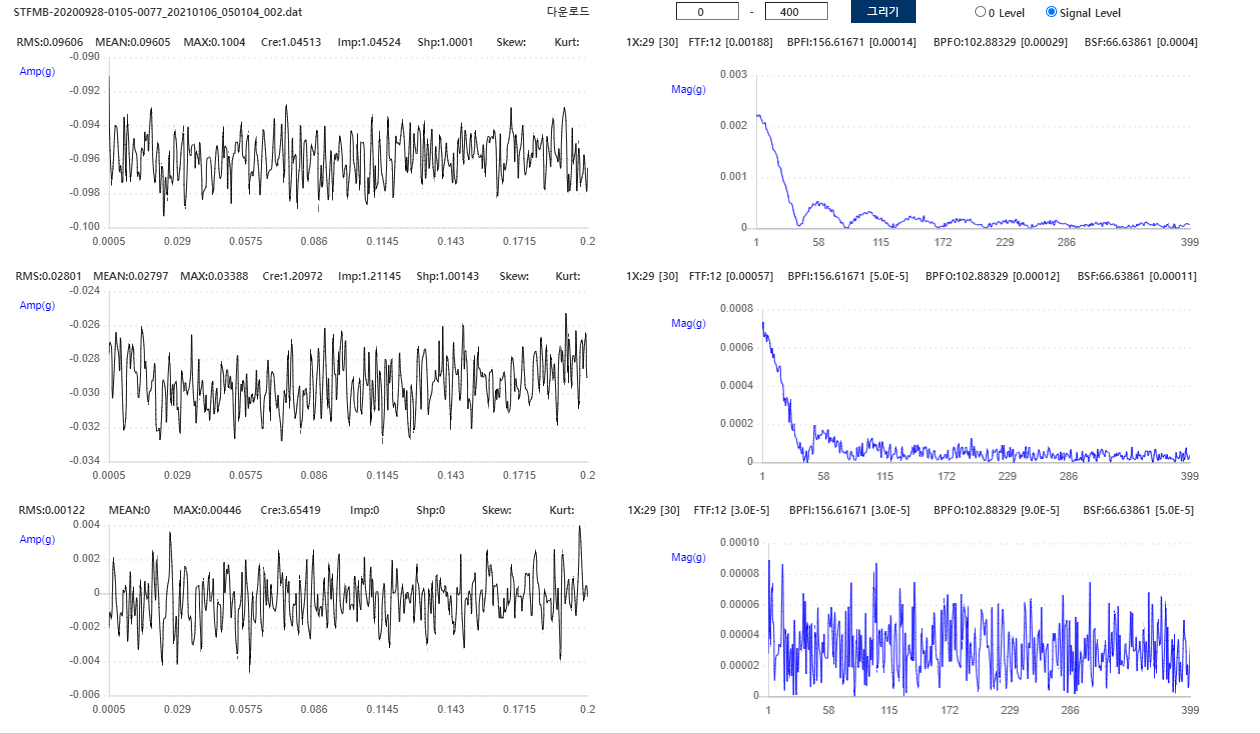 STFMB-20200928-0105-0077_20210106_050104_002.dat 다운로드 0 - 400 그리기 0 Level Signal Level
RMS:0.09606 MEAN:0.09605 MAX:0.1004 Cre:1.04513 Imp:1.04524 Shp:1.0001 Skew: Kurt:
Amp(g)
-0.090
-0.092
-0.094
-0.096
-0.098
-0.100
0.0005 0.029 0.0575 0.086 0.1145 0.143 0.1715 0.2
1X:29 [30] FTF:12 [0.00188] BPFI:156.61671 [0.00014] BPFO:102.88329 [0.00029] BSF:66.63861 [0.0004]
Mag(g)
0.003
0.002
0.001
0
1 58 115 172 229 286 399
RMS:0.02801 MEAN:0.02797 MAX:0.03388 Cre:1.20972 Imp:1.21145 Shp:1.00143 Skew: Kurt:
Amp(g)
-0.024
-0.026
-0.028
-0.030
-0.032
-0.034
0.0005 0.029 0.0575 0.086 0.1145 0.143 0.1715 0.2
1X:29 [30] FTF:12 [0.00057] BPFI:156.61671 [5.0E-5] BPFO:102.88329 [0.00012] BSF:66.63861 [0.00011]
Mag(g)
0.0008
0.0006
0.0004
0.0002
0
1 58 115 172 229 286 399
RMS:0.00122 MEAN:0 MAX:0.00446 Cre:3.65419 Imp:0 Shp:0 Skew: Kurt:
Amp(g)
0.004
0.002
0
-0.002
-0.004
-0.006
0.0005 0.029 0.0575 0.086 0.1145 0.143 0.1715 0.2
1X:29 [30] FTF:12 [3.0E-5] BPFI:156.61671 [3.0E-5] BPFO:102.88329 [9.0E-5] BSF:66.63861 [5.0E-5]
Mag(g)
0.00010
0.00008
0.00006
0.00004
0.00002
0
1 58 115 172 229 286 399